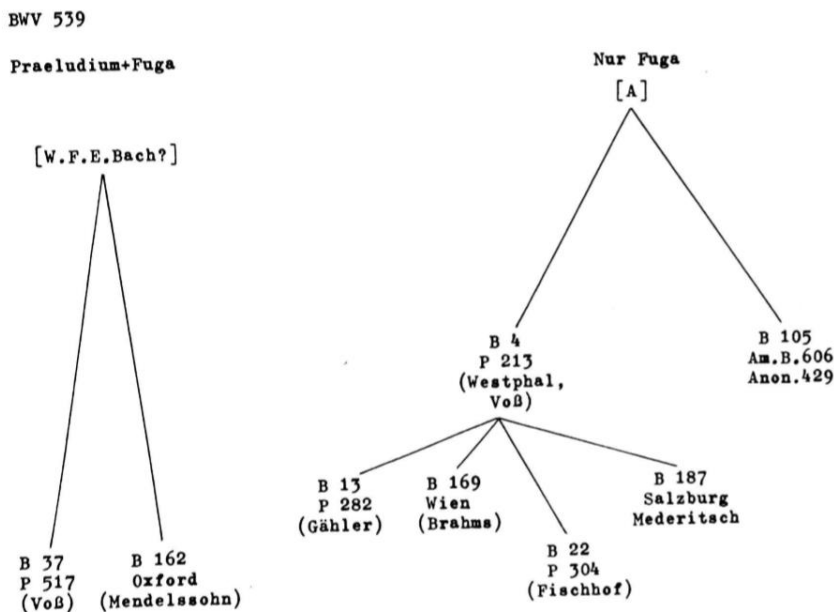 BWV 539
Praeludium+Fuga
[W.F.E.Bach?]
B 37
P 517
(Voß)
B 162
Oxford
(Mendelssohn)
Nur Fuga
[A]
B 4
P 213
(Westphal,
Voß)
B 105
Am.B.606
Anon.429
B 13
P 282
(Gähler)
B 169
Wien
(Brahms)
B 22
P 304
(Fischhof)
B 187
Salzburg
Mederitsch